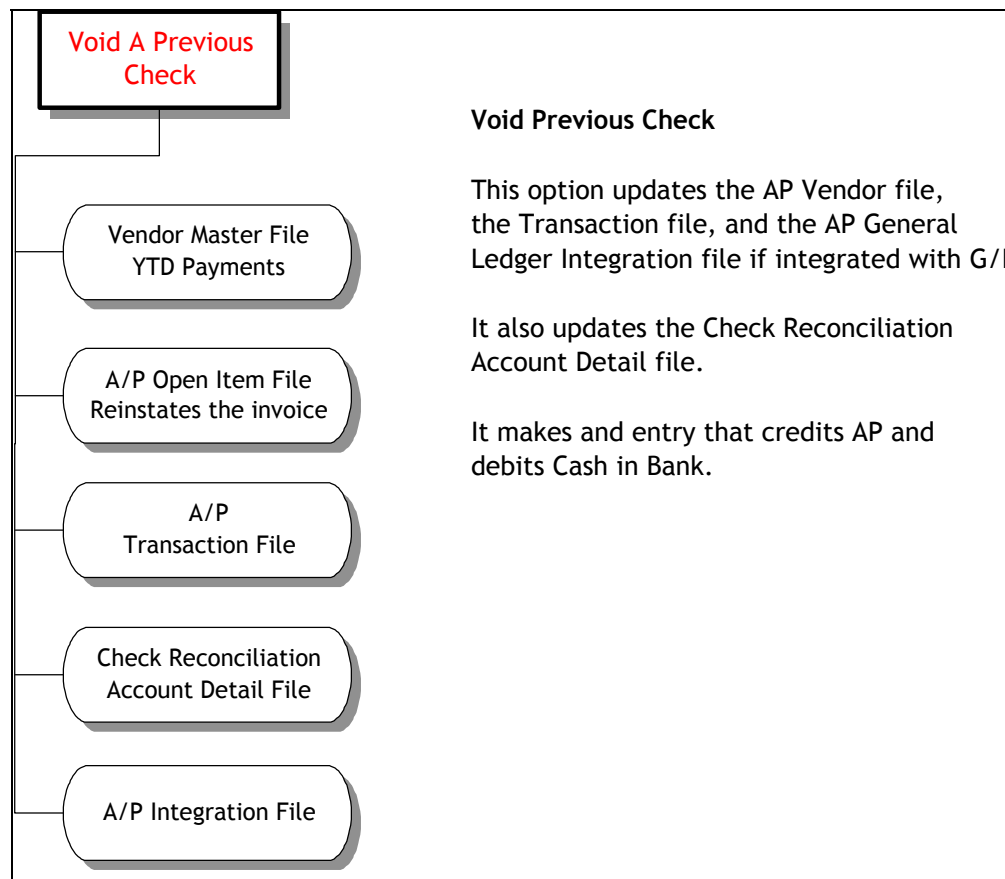 Void A Previous
Check
Vendor Master File
YTD Payments
A/P Open Item File
Reinstates the invoice
A/P
Transaction File
Check Reconciliation
Account Detail File
A/P Integration File
Void Previous Check
This option updates the AP Vendor file,
the Transaction file, and the AP General
Ledger Integration file if integrated with G/
It also updates the Check Reconciliation
Account Detail file.
It makes and entry that credits AP and
debits Cash in Bank.